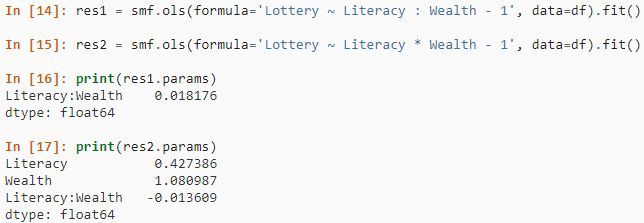 In [14]: res1 = smf.ols(formula='Lottery ~ Literacy : Wealth - 1', data=df).fit()
In [15]: res2 = smf.ols(formula='Lottery ~ Literacy * Wealth - 1', data=df).fit()
In [16]: print(res1.params)
Literacy:Wealth    0.018176
dtype: float64
In [17]: print(res2.params)
Literacy           0.427386
Wealth             1.080987
Literacy:Wealth   -0.013609
dtype: float64